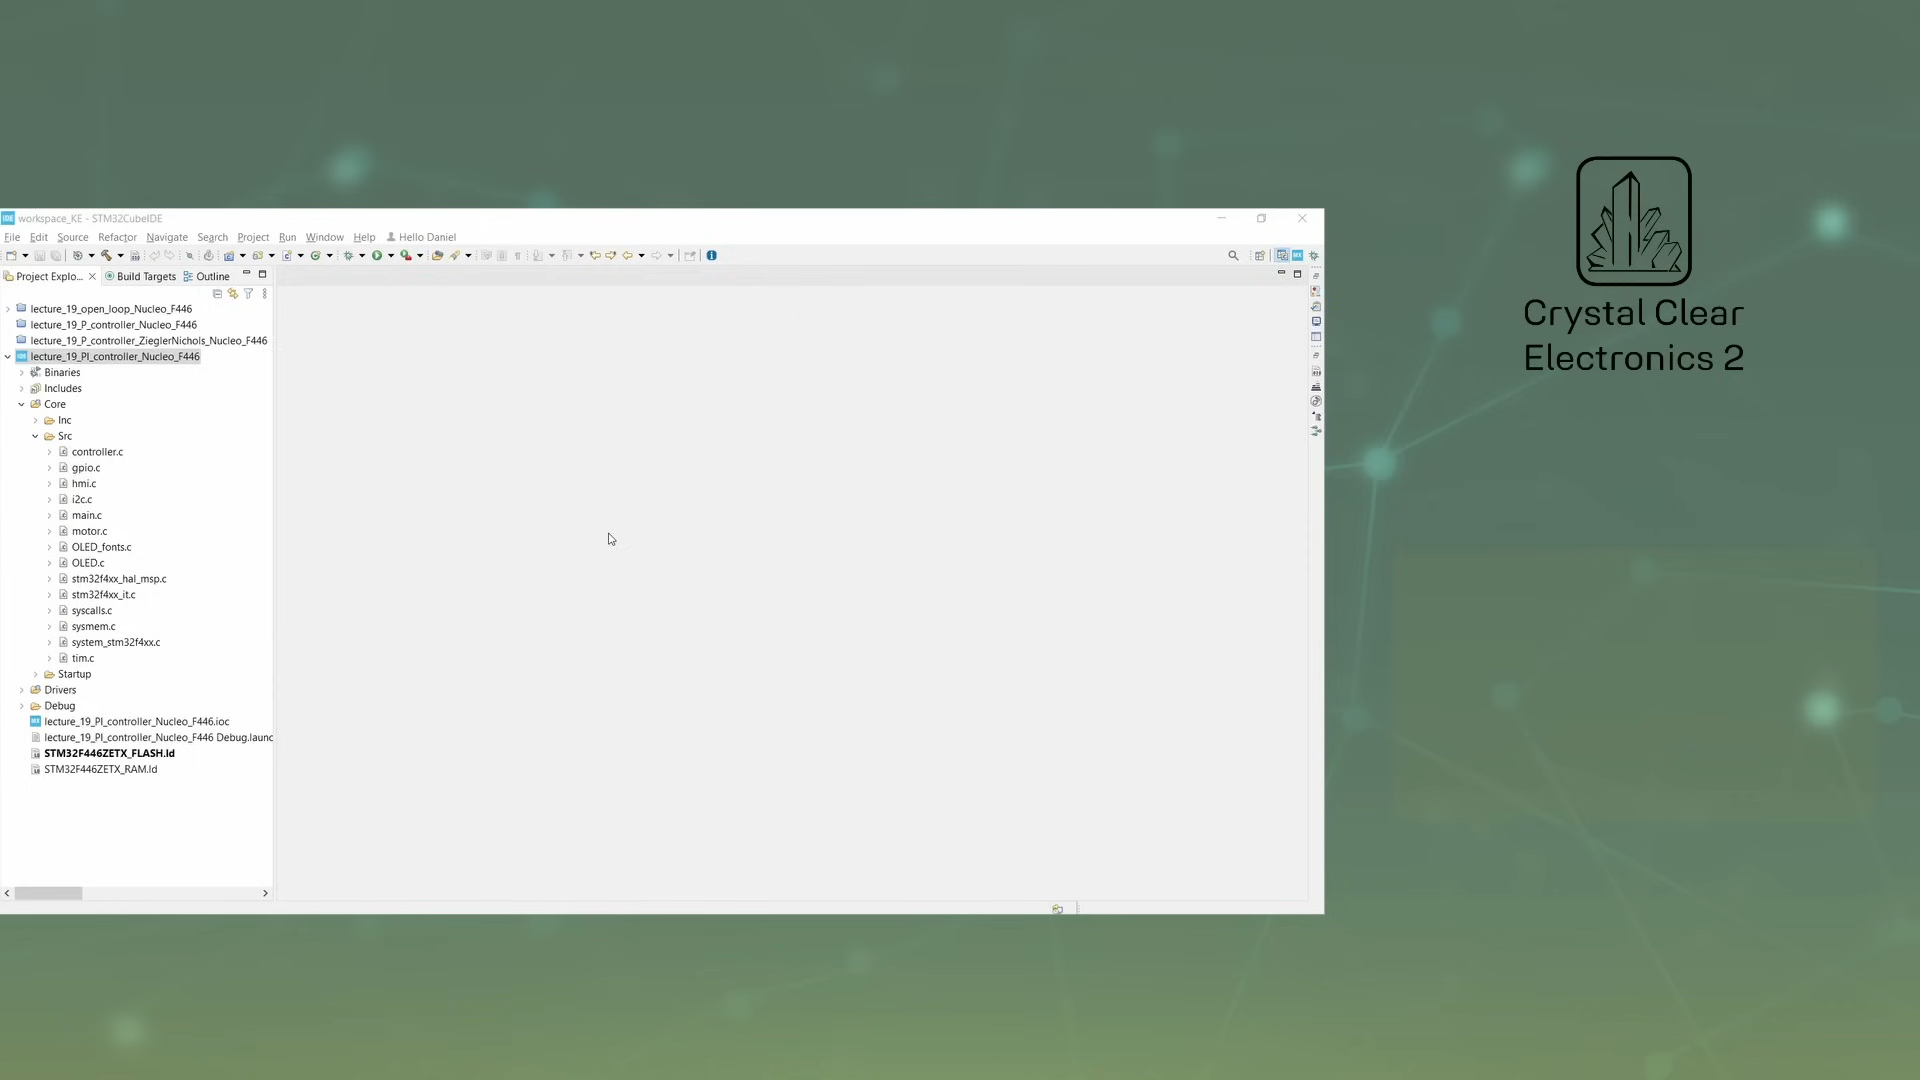 workspace_KE - STM32CubeIDE
File Edit Source Refactor Navigate Search Project Run Window Help Hello Daniel
Project Explo... Build Targets Outline
lecture_19_open_loop_Nucleo_F446
lecture_19_P_controller_Nucleo_F446
lecture_19_P_controller_ZieglerNichols_Nucleo_F446
lecture_19_PI_controller_Nucleo_F446
Binaries
Includes
Core
Inc
Src
controller.c
gpio.c
hmi.c
i2c.c
main.c
motor.c
OLED_fonts.c
OLED.c
stm32f4xx_hal_msp.c
stm32f4xx_it.c
syscalls.c
sysmem.c
system_stm32f4xx.c
tim.c
Startup
Drivers
Debug
lecture_19_PI_controller_Nucleo_F446.ioc
lecture_19_PI_controller_Nucleo_F446 Debug.launc
STM32F446ZETX_FLASH.ld
STM32F446ZETX_RAM.ld
Crystal Clear
Electronics 2